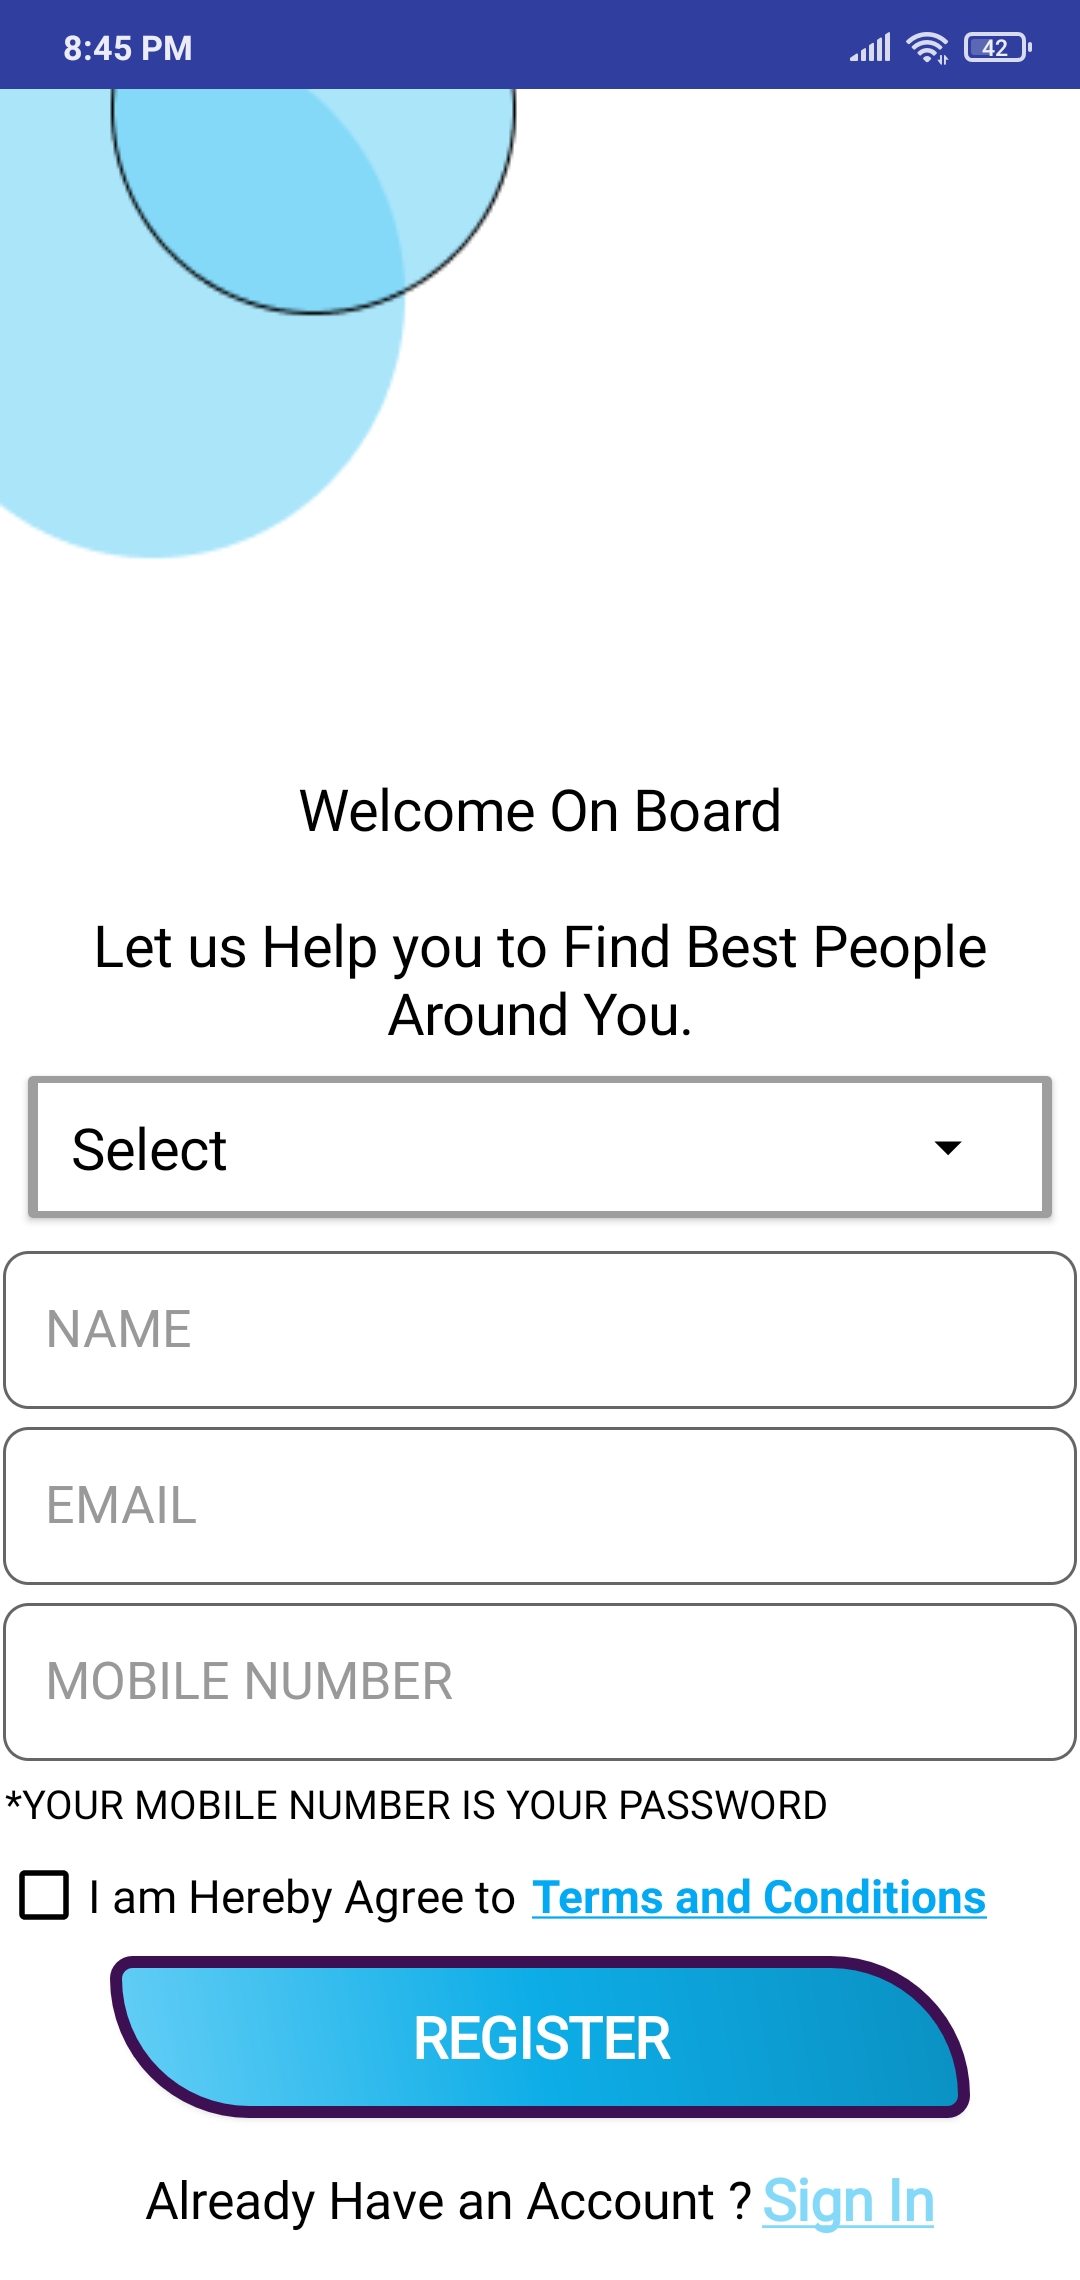 8:45 PM 42
Welcome On Board
Let us Help you to Find Best People
Around You.
Select
NAME
EMAIL
MOBILE NUMBER
*YOUR MOBILE NUMBER IS YOUR PASSWORD
I am Hereby Agree to Terms and Conditions
REGISTER
Already Have an Account ? Sign In